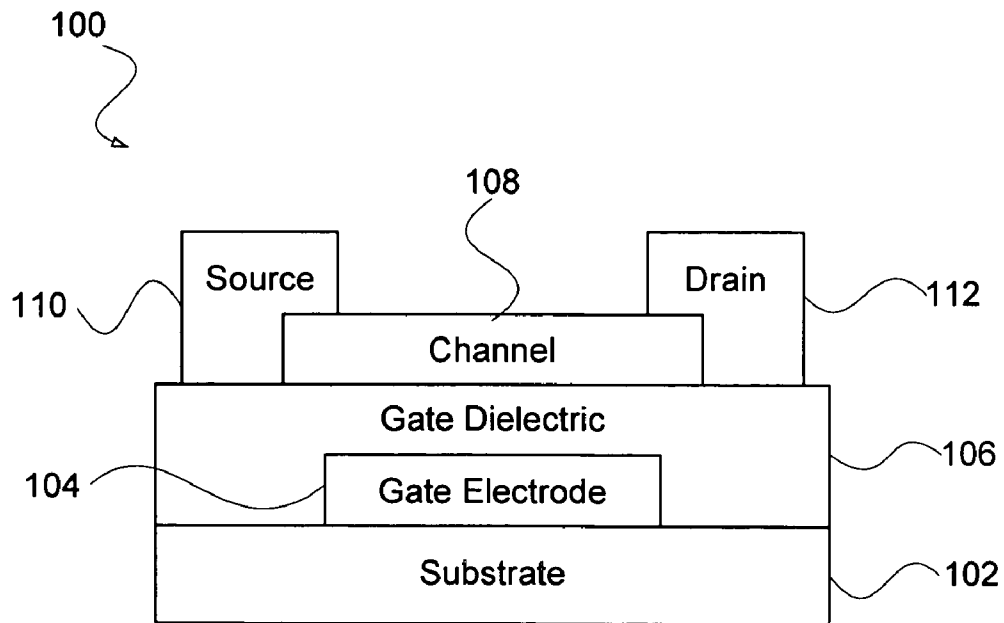 100
108
Source
Drain
110
112
Channel
Gate Dielectric
106
104
Gate Electrode
Substrate
102